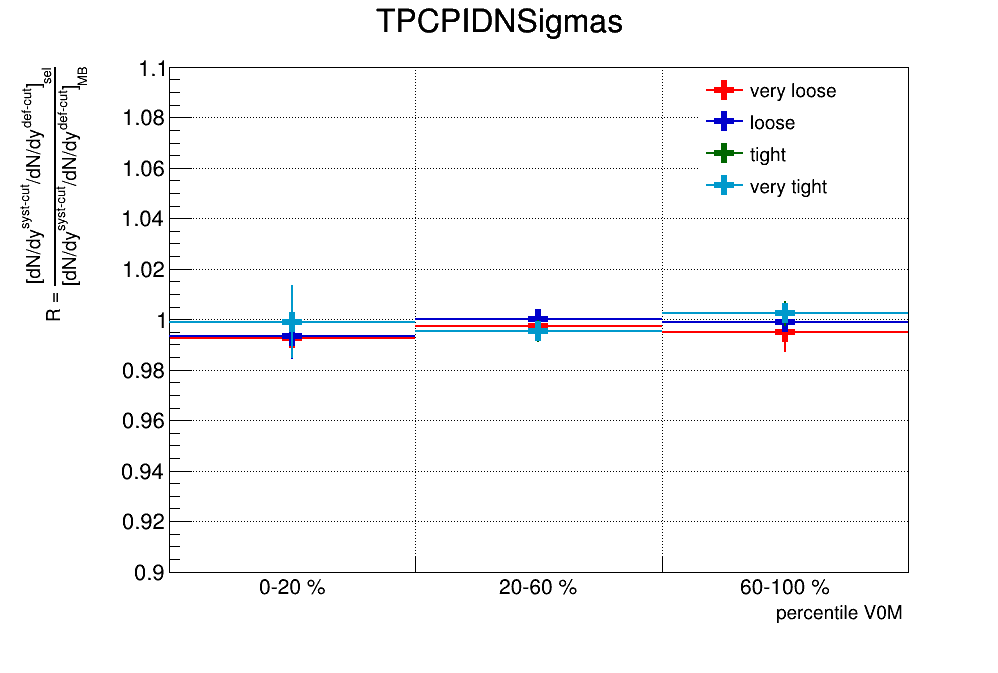 TPCPIDNSigmas
R = [dN/dy^syst-cut/dN/dy^def-cut]_sel / [dN/dy^syst-cut/dN/dy^def-cut]_MB
1.1
1.08
1.06
1.04
1.02
1
0.98
0.96
0.94
0.92
0.9
very loose
loose
tight
very tight
0-20 %
20-60 %
60-100 %
percentile V0M